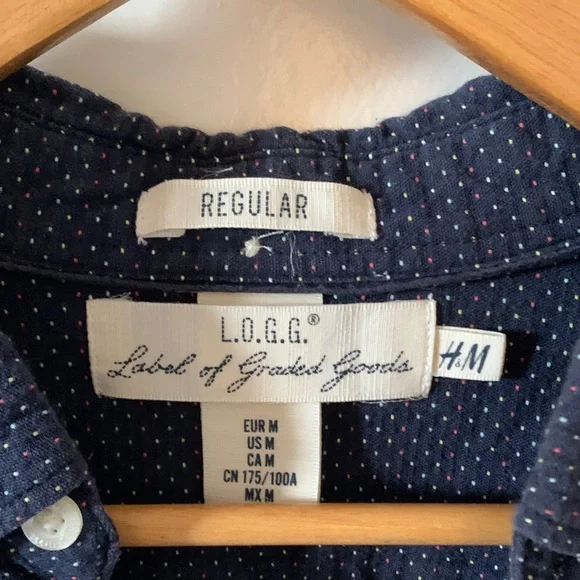 REGULAR
L.O.G.G.®
Label of Graded Goods
H&M
EUR M
US M
CA M
CN 175/100A
MX M